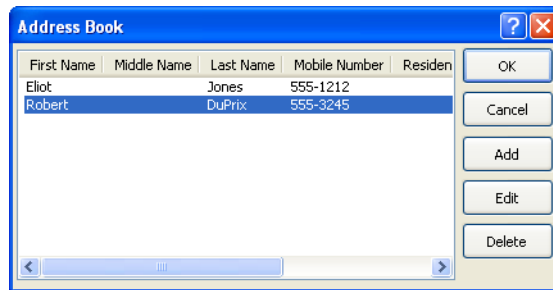 Address Book
First Name Middle Name Last Name Mobile Number Residen
Eliot Jones 555-1212
Robert DuPrix 555-3245
OK
Cancel
Add
Edit
Delete